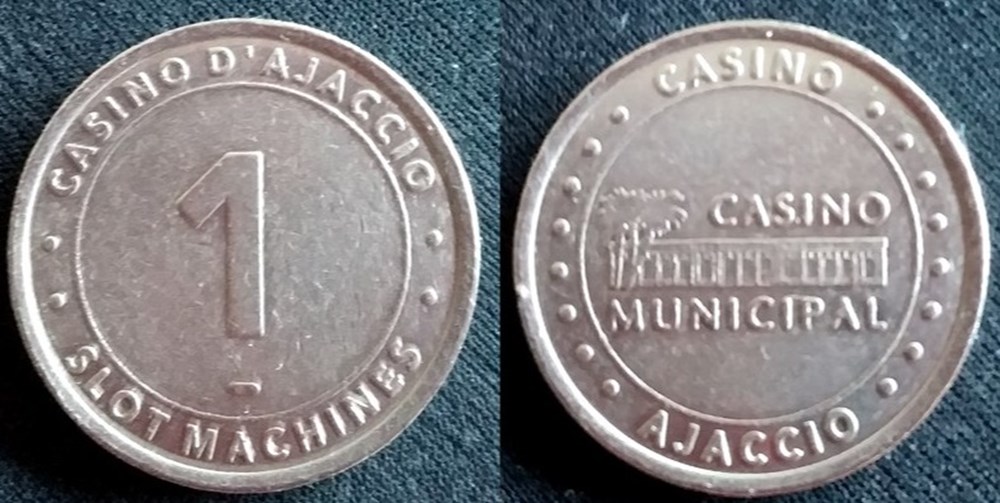 CASINO D'AJACCIO
1
SLOT MACHINES
CASINO
CASINO
MUNICIPAL
AJACCIO